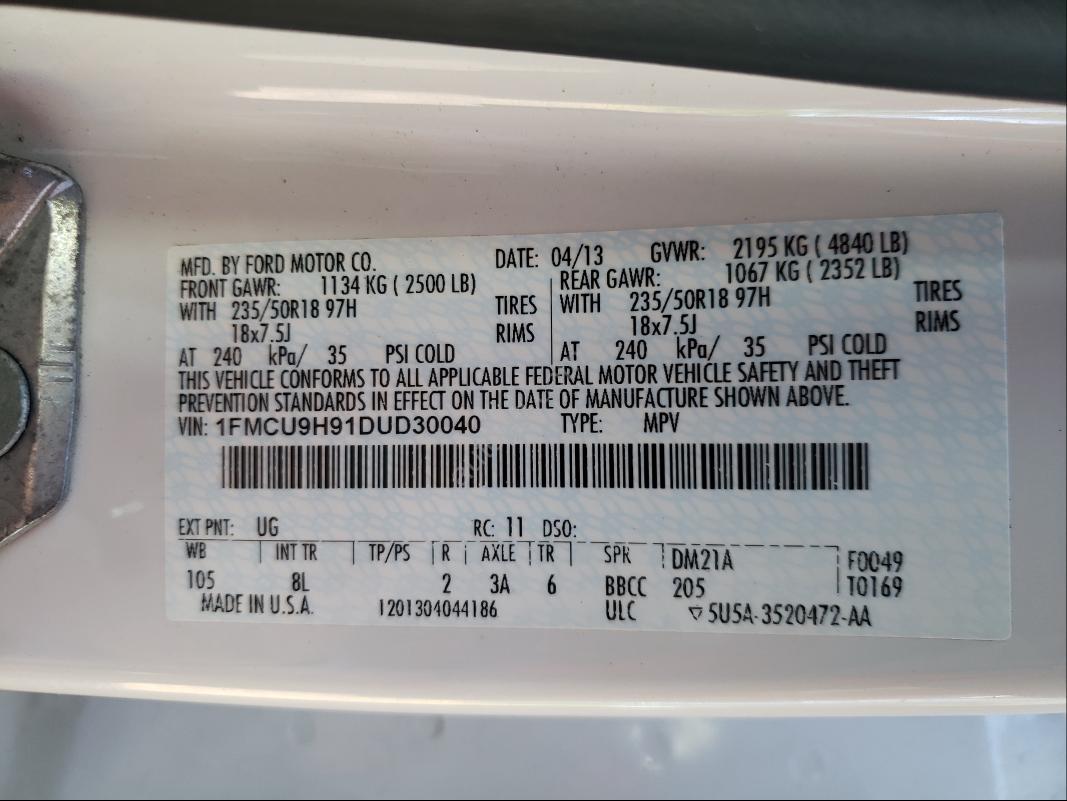 MFD. BY FORD MOTOR CO. DATE: 04/13 GVWR: 2195 KG ( 4840 LB)
FRONT GAWR: 1134 KG ( 2500 LB) REAR GAWR: 1067 KG ( 2352 LB)
WITH 235/50R18 97H TIRES WITH 235/50R18 97H TIRES
18x7.5J RIMS 18x7.5J RIMS
AT 240 kPa/ 35 PSI COLD AT 240 kPa/ 35 PSI COLD
THIS VEHICLE CONFORMS TO ALL APPLICABLE FEDERAL MOTOR VEHICLE SAFETY AND THEFT
PREVENTION STANDARDS IN EFFECT ON THE DATE OF MANUFACTURE SHOWN ABOVE.
VIN: 1FMCU9H91DUD30040 TYPE: MPV
EXT PNT: UG RC: 11 DSO:
WB INT TR TP/PS R AXLE TR SPR DM21A F0049
105 8L 2 3A 6 BBCC 205 T0169
MADE IN U.S.A. 1201304044186 ULC 5U5A-3520472-AA